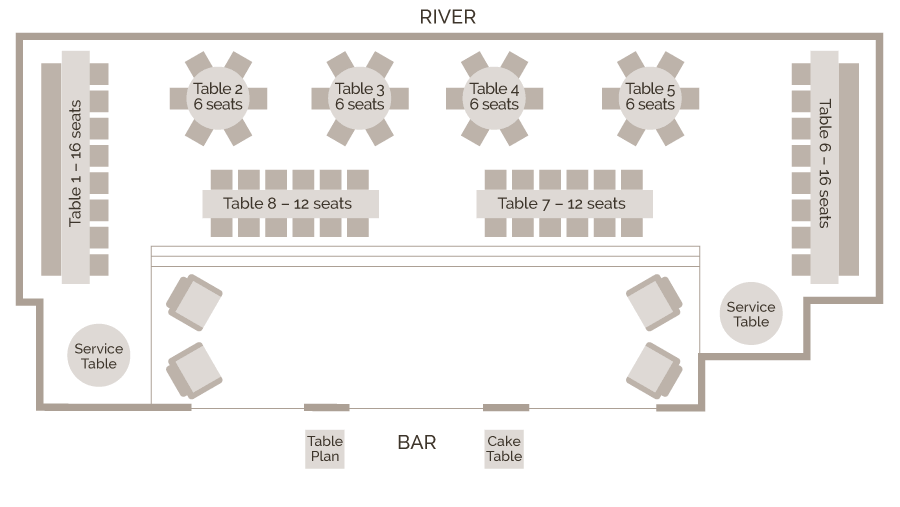 RIVER
Table 1 – 16 seats
Table 2
6 seats
Table 3
6 seats
Table 4
6 seats
Table 5
6 seats
Table 6 – 16 seats
Table 8 – 12 seats
Table 7 – 12 seats
Service
Table
Service
Table
Table
Plan
BAR
Cake
Table